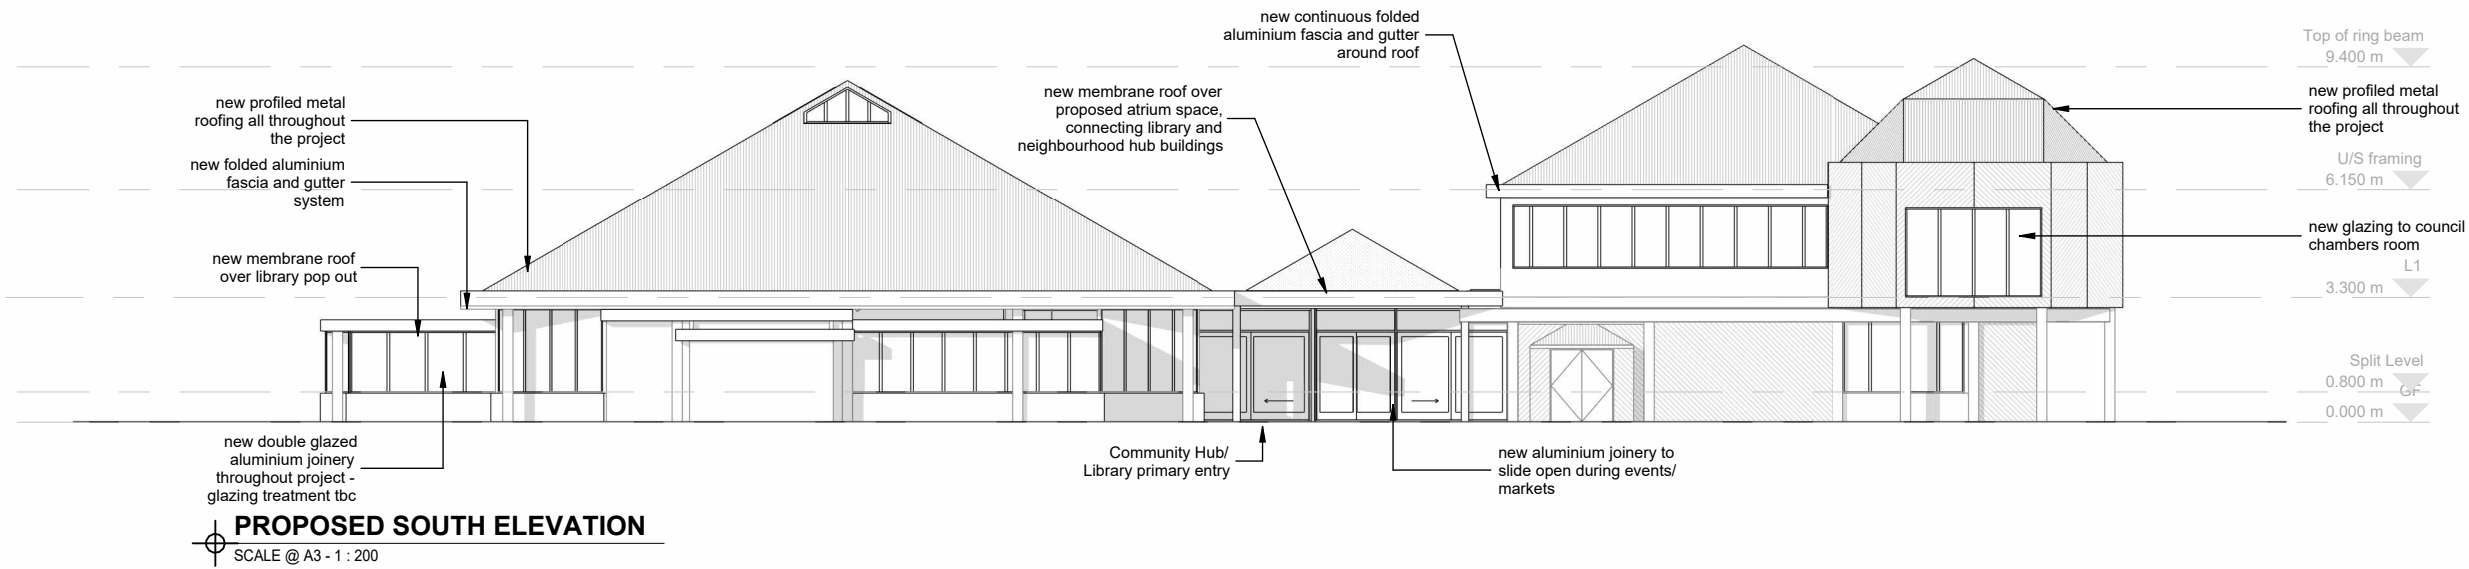 new continuous folded
aluminium fascia and gutter
around roof
Top of ring beam
9.400 m
new profiled metal
roofing all throughout
the project
new membrane roof over
proposed atrium space,
connecting library and
neighbourhood hub buildings
new profiled metal
roofing all throughout
the project
new folded aluminium
fascia and gutter
system
U/S framing
6.150 m
new membrane roof
over library pop out
new glazing to council
chambers room
L1
3.300 m
Split Level
0.800 m
GF
0.000 m
new double glazed
aluminium joinery
throughout project -
glazing treatment tbc
Community Hub/
Library primary entry
new aluminium joinery to
slide open during events/
markets
PROPOSED SOUTH ELEVATION
SCALE @ A3 - 1 : 200